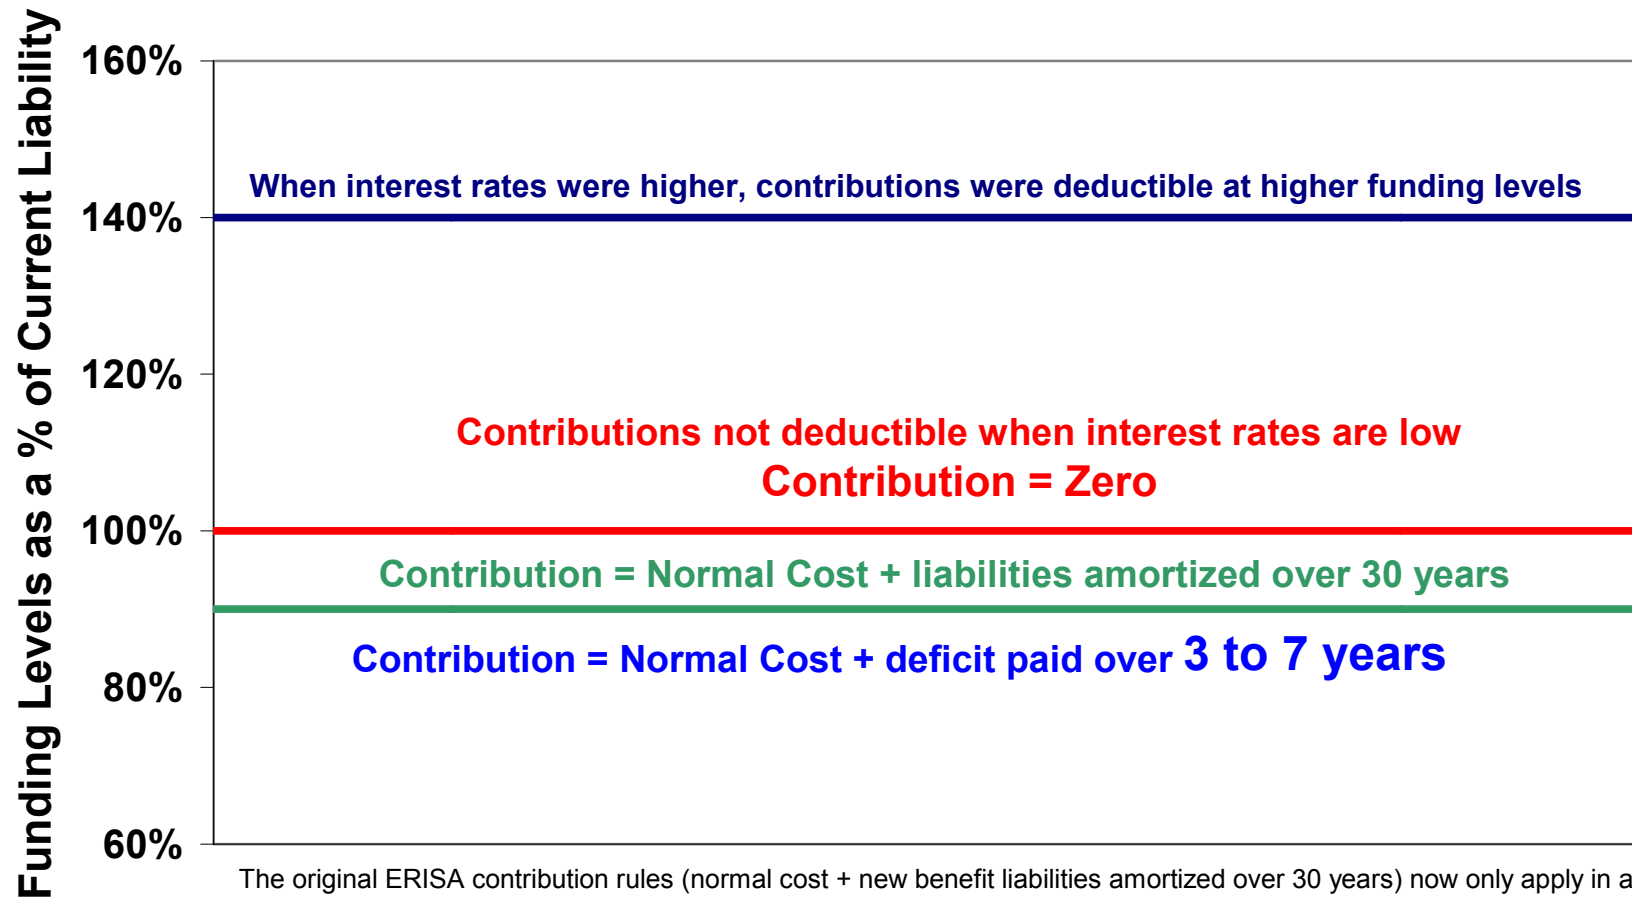 Funding Levels as a % of Current Liability
160%
When interest rates were higher, contributions were deductible at higher funding levels
140%
120%
Contributions not deductible when interest rates are low
Contribution = Zero
100%
Contribution = Normal Cost + liabilities amortized over 30 years
Contribution = Normal Cost + deficit paid over 3 to 7 years
80%
60%
The original ERISA contribution rules (normal cost + new benefit liabilities amortized over 30 years) now only apply in a